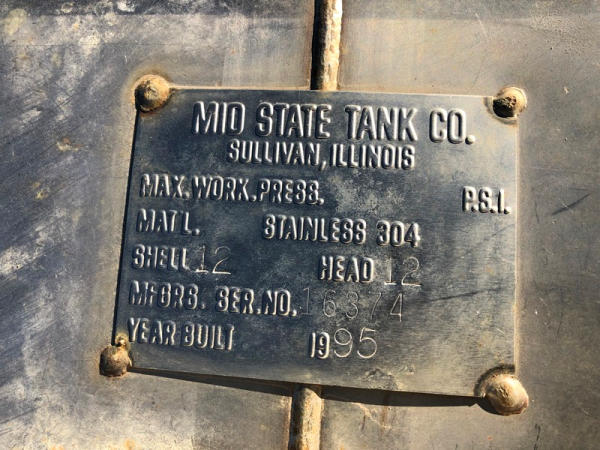 MID STATE TANK CO.
SULLIVAN, ILLINOIS
MAX. WORK. PRESS. P.S.I.
MAT'L. STAINLESS 304
SHELL 12 HEAD 12
MFGRS. SER. NO. 16374
YEAR BUILT 1995